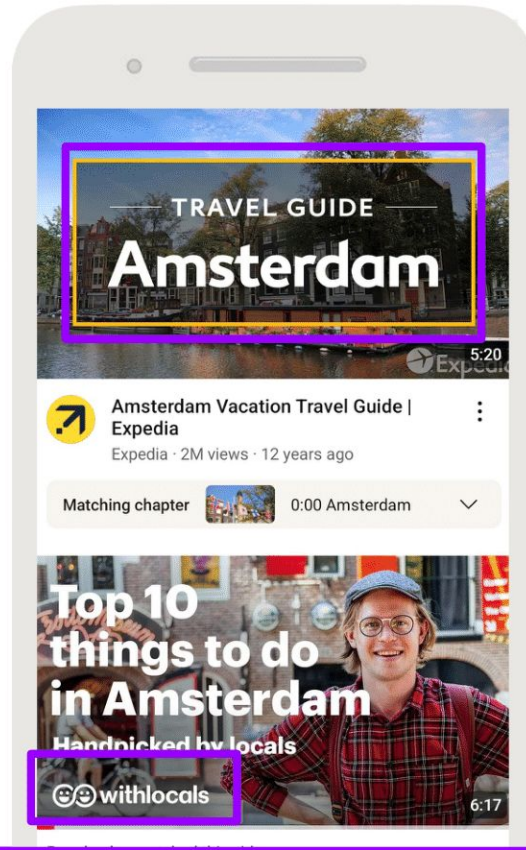 TRAVEL GUIDE
Amsterdam
Expedia
5:20
Amsterdam Vacation Travel Guide |
Expedia
Expedia · 2M views · 12 years ago
Matching chapter
0:00 Amsterdam
Top 10
things to do
in Amsterdam
Handpicked by locals
withlocals
6:17